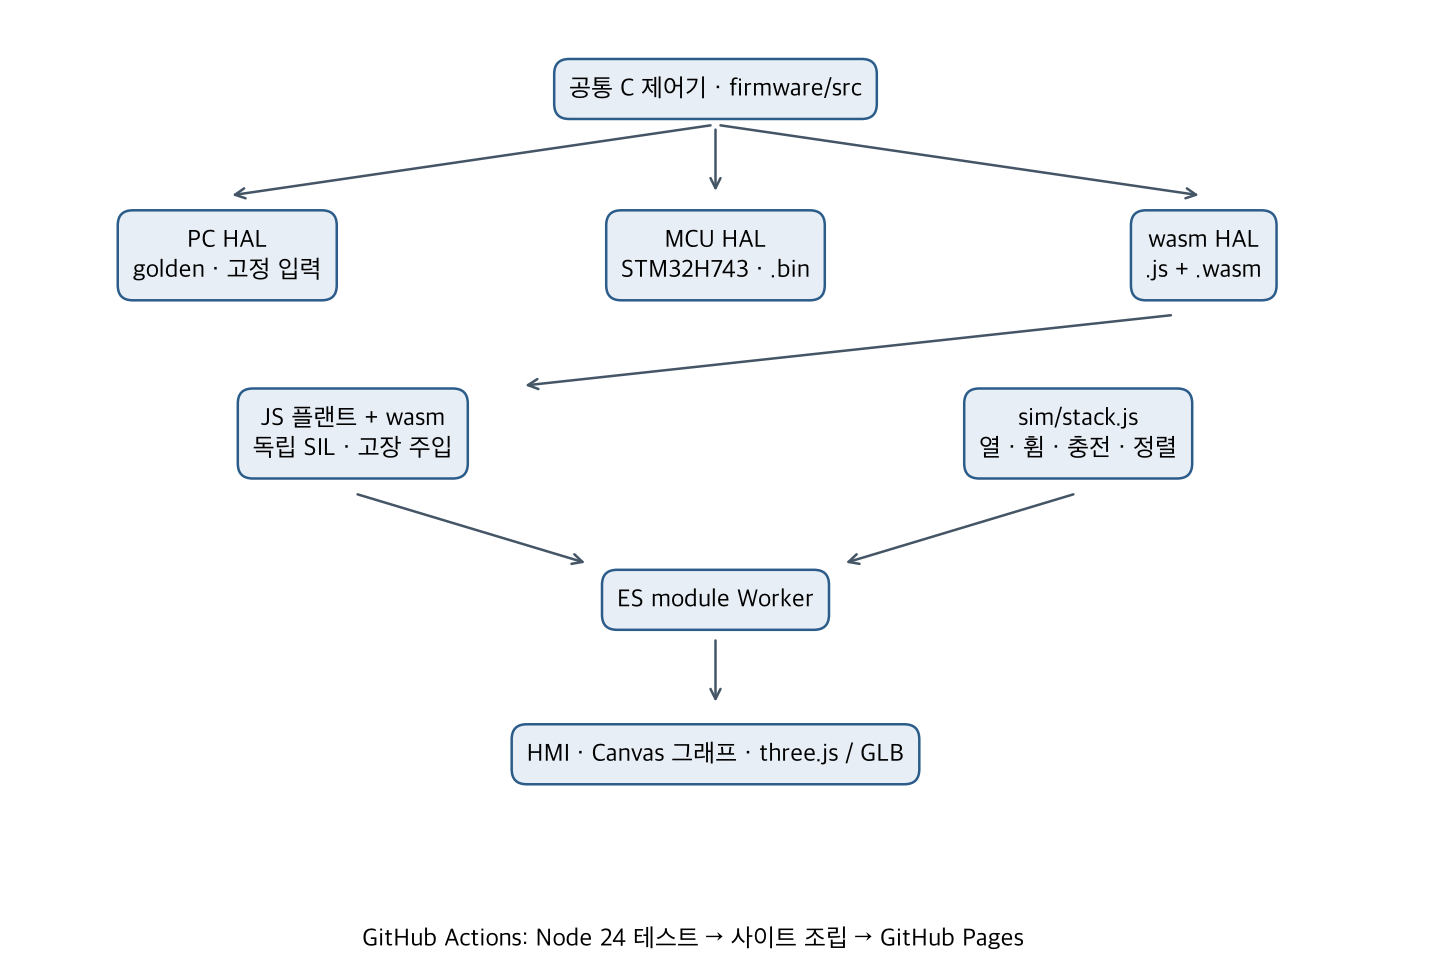 공통 C 제어기 · firmware/src
PC HAL
golden · 고정 입력
MCU HAL
STM32H743 · .bin
wasm HAL
.js + .wasm
JS 플랜트 + wasm
독립 SIL · 고장 주입
sim/stack.js
열 · 휨 · 충전 · 정렬
ES module Worker
HMI · Canvas 그래프 · three.js / GLB
GitHub Actions: Node 24 테스트 → 사이트 조립 → GitHub Pages